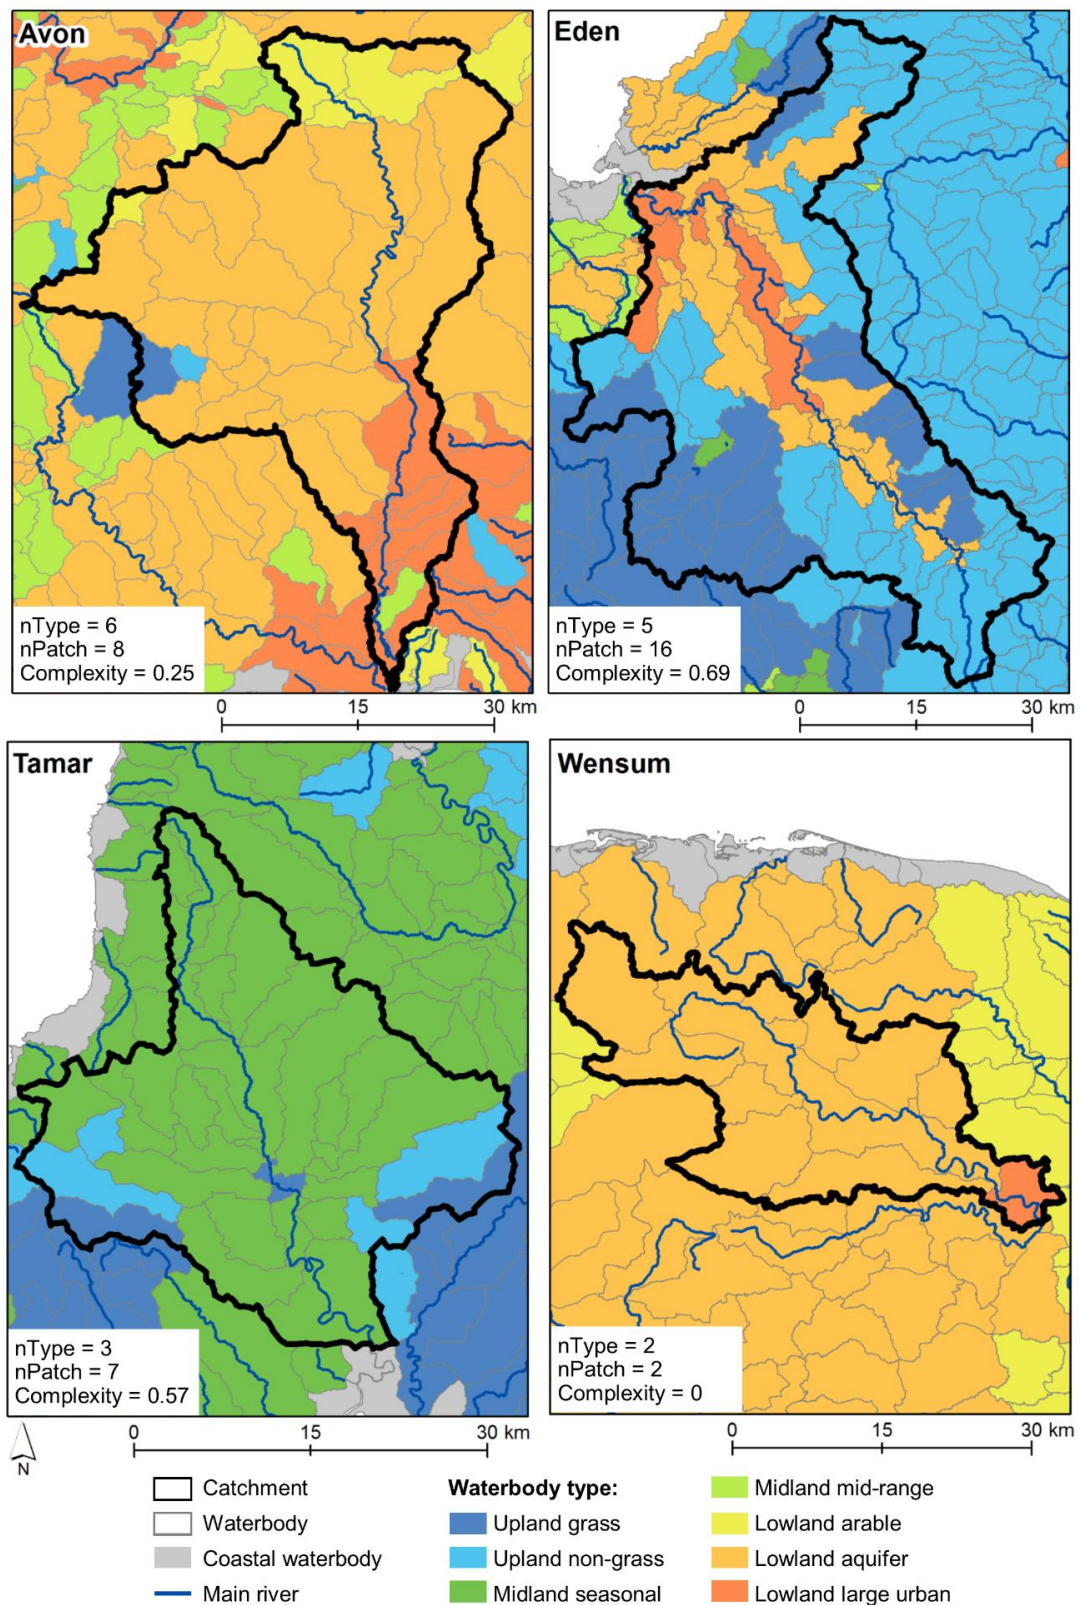 Avon
nType = 6
nPatch = 8
Complexity = 0.25
0 15 30 km
Eden
nType = 5
nPatch = 16
Complexity = 0.69
0 15 30 km
Tamar
nType = 3
nPatch = 7
Complexity = 0.57
0 15 30 km
N
Wensum
nType = 2
nPatch = 2
Complexity = 0
0 15 30 km
Catchment
Waterbody
Coastal waterbody
Main river
Waterbody type:
Upland grass
Upland non-grass
Midland seasonal
Midland mid-range
Lowland arable
Lowland aquifer
Lowland large urban